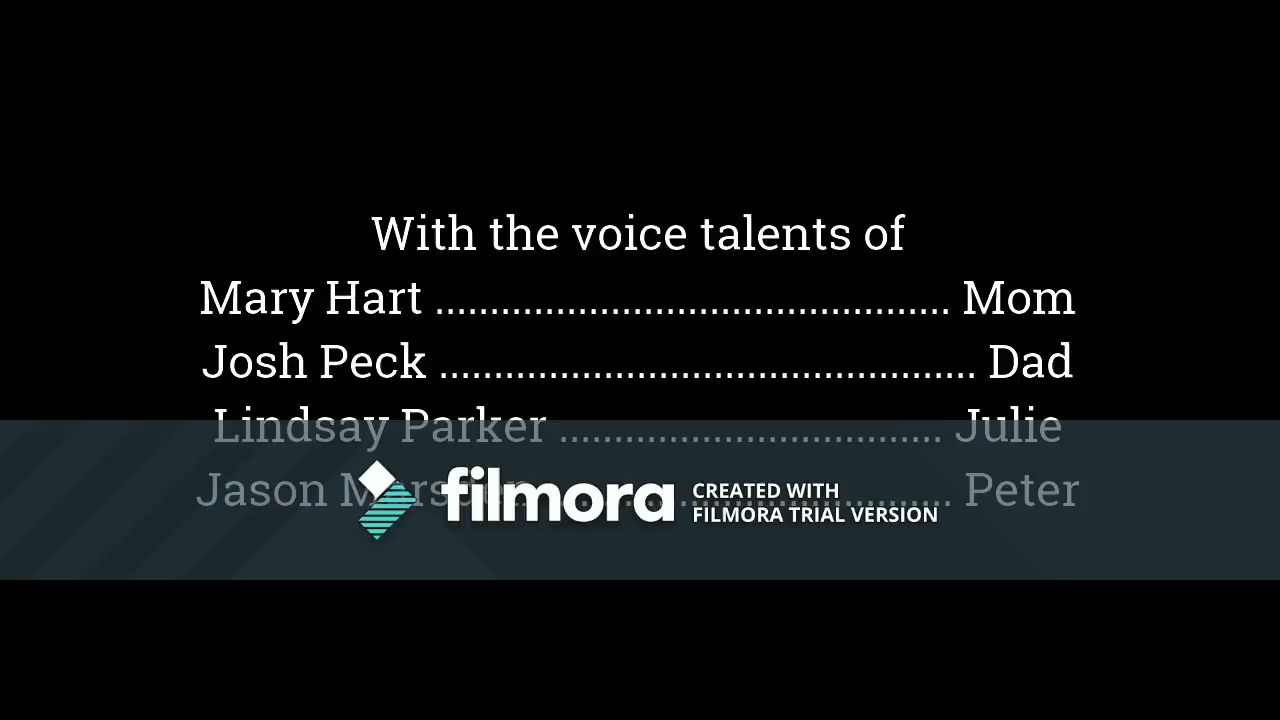 With the voice talents of
Mary Hart ............................................... Mom
Josh Peck ................................................. Dad
Lindsay Parker ................................... Julie
Jason Marsden ...................................... Peter
filmora
CREATED WITH
FILMORA TRIAL VERSION